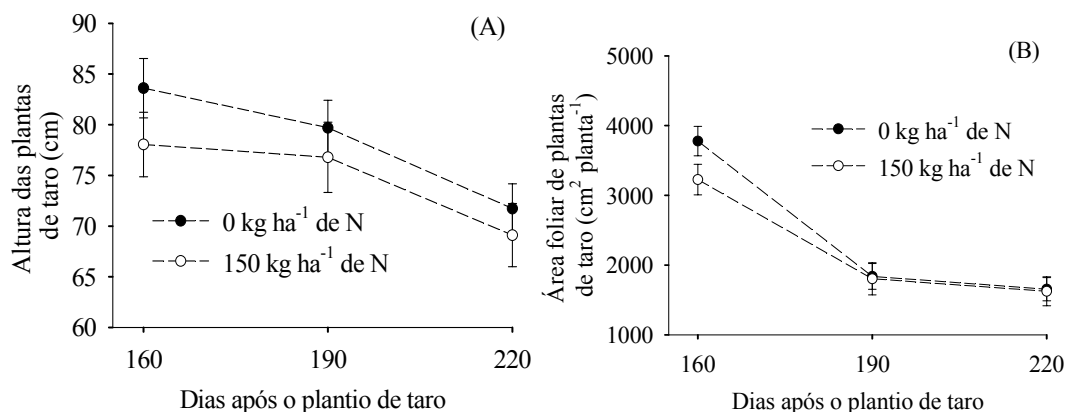 (A)
Altura das plantas
de taro (cm)
85
80
75
70
65
60
0 kg ha⁻¹ de N
150 kg ha⁻¹ de N
160
190
220
Dias após o plantio de taro
(B)
Área foliar de plantas
de taro (cm² planta⁻¹)
5000
4000
3000
2000
1000
0 kg ha⁻¹ de N
150 kg ha⁻¹ de N
160
190
220
Dias após o plantio de taro